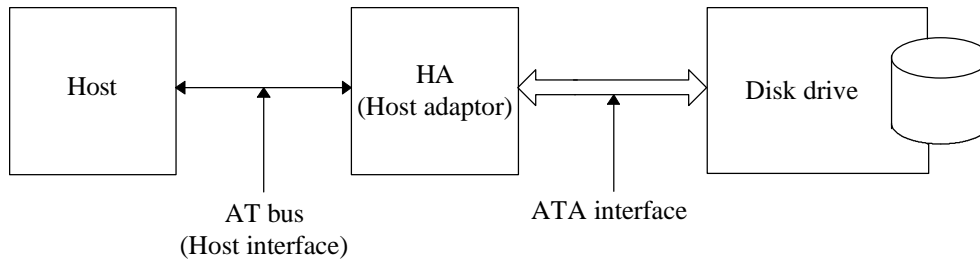 Host
HA
(Host adaptor)
Disk drive
AT bus
(Host interface)
ATA interface